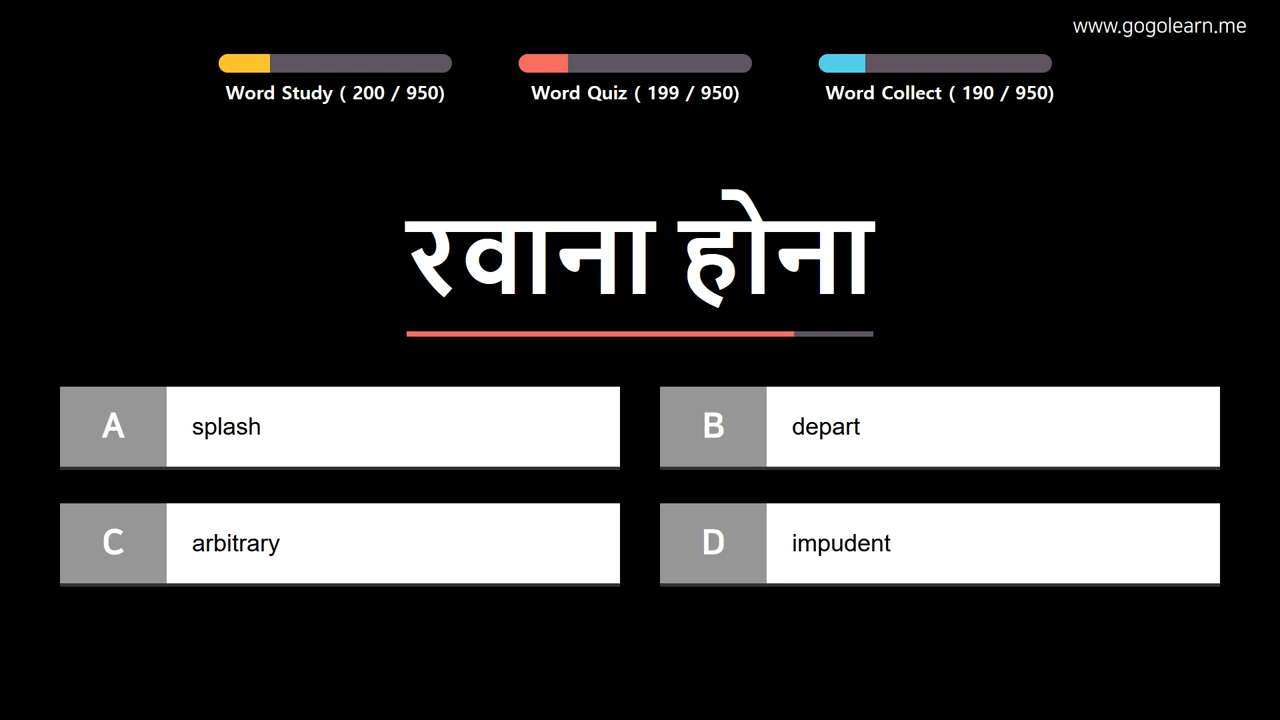 www.gogolearn.me
Word Study ( 200 / 950)
Word Quiz ( 199 / 950)
Word Collect ( 190 / 950)
रवाना होना
A splash
B depart
C arbitrary
D impudent